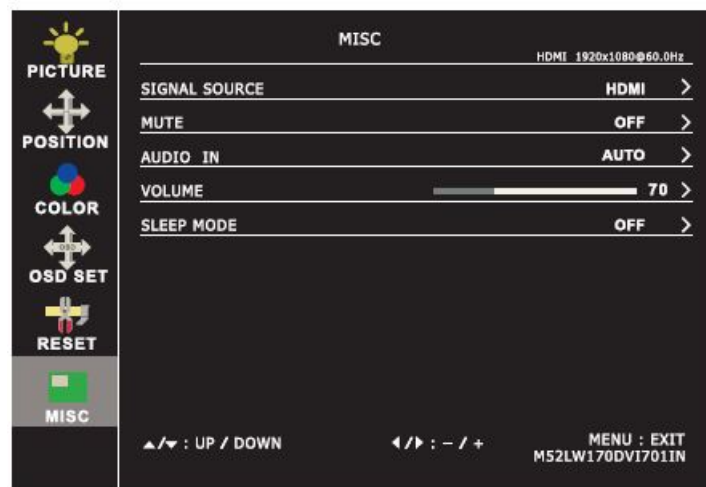 MISC
HDMI 1920x1080@60.0Hz
PICTURE
POSITION
COLOR
OSD
OSD SET
RESET
MISC
SIGNAL SOURCE HDMI >
MUTE OFF >
AUDIO IN AUTO >
VOLUME 70 >
SLEEP MODE OFF >
▲/▼ : UP / DOWN ◀/▶ : - / + MENU : EXIT
M52LW170DVI701IN